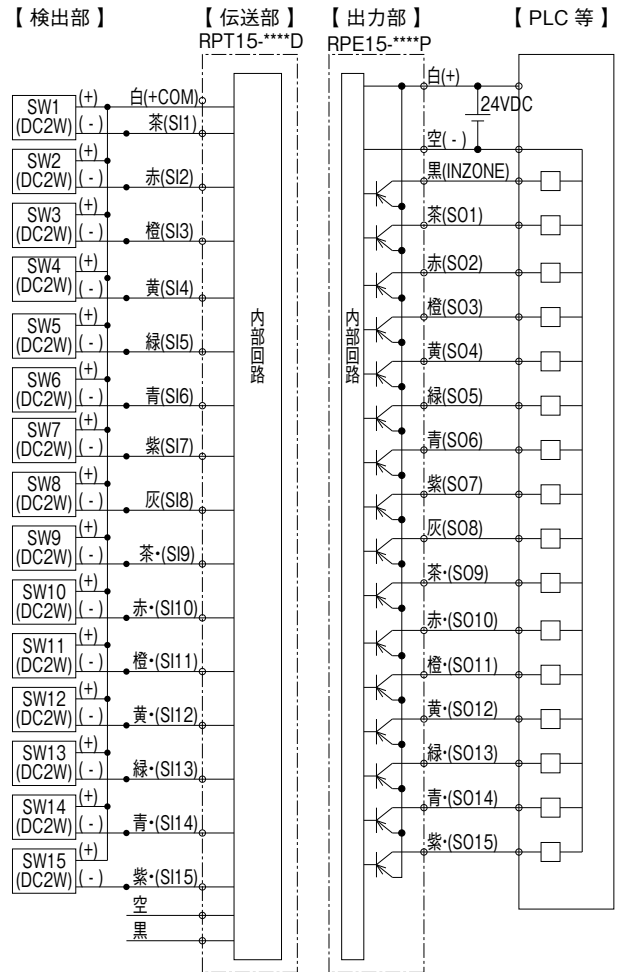 【 検出部 】
【 伝送部 】
RPT15-****D
【 出力部 】
RPE15-****P
【 PLC 等 】
SW1
(DC2W)
(+)
(-)
白(+COM)
茶(SI1)
SW2
(DC2W)
(+)
(-)
赤(SI2)
SW3
(DC2W)
(+)
(-)
橙(SI3)
SW4
(DC2W)
(+)
(-)
黄(SI4)
SW5
(DC2W)
(+)
(-)
緑(SI5)
SW6
(DC2W)
(+)
(-)
青(SI6)
SW7
(DC2W)
(+)
(-)
紫(SI7)
SW8
(DC2W)
(+)
(-)
灰(SI8)
SW9
(DC2W)
(+)
(-)
茶・(SI9)
SW10
(DC2W)
(+)
(-)
赤・(SI10)
SW11
(DC2W)
(+)
(-)
橙・(SI11)
SW12
(DC2W)
(+)
(-)
黄・(SI12)
SW13
(DC2W)
(+)
(-)
緑・(SI13)
SW14
(DC2W)
(+)
(-)
青・(SI14)
SW15
(DC2W)
(+)
(-)
紫・(SI15)
空
黒
内部回路
内部回路
白(+)
24VDC
空(-)
黒(INZONE)
茶(SO1)
赤(SO2)
橙(SO3)
黄(SO4)
緑(SO5)
青(SO6)
紫(SO7)
灰(SO8)
茶・(SO9)
赤・(SO10)
橙・(SO11)
黄・(SO12)
緑・(SO13)
青・(SO14)
紫・(SO15)